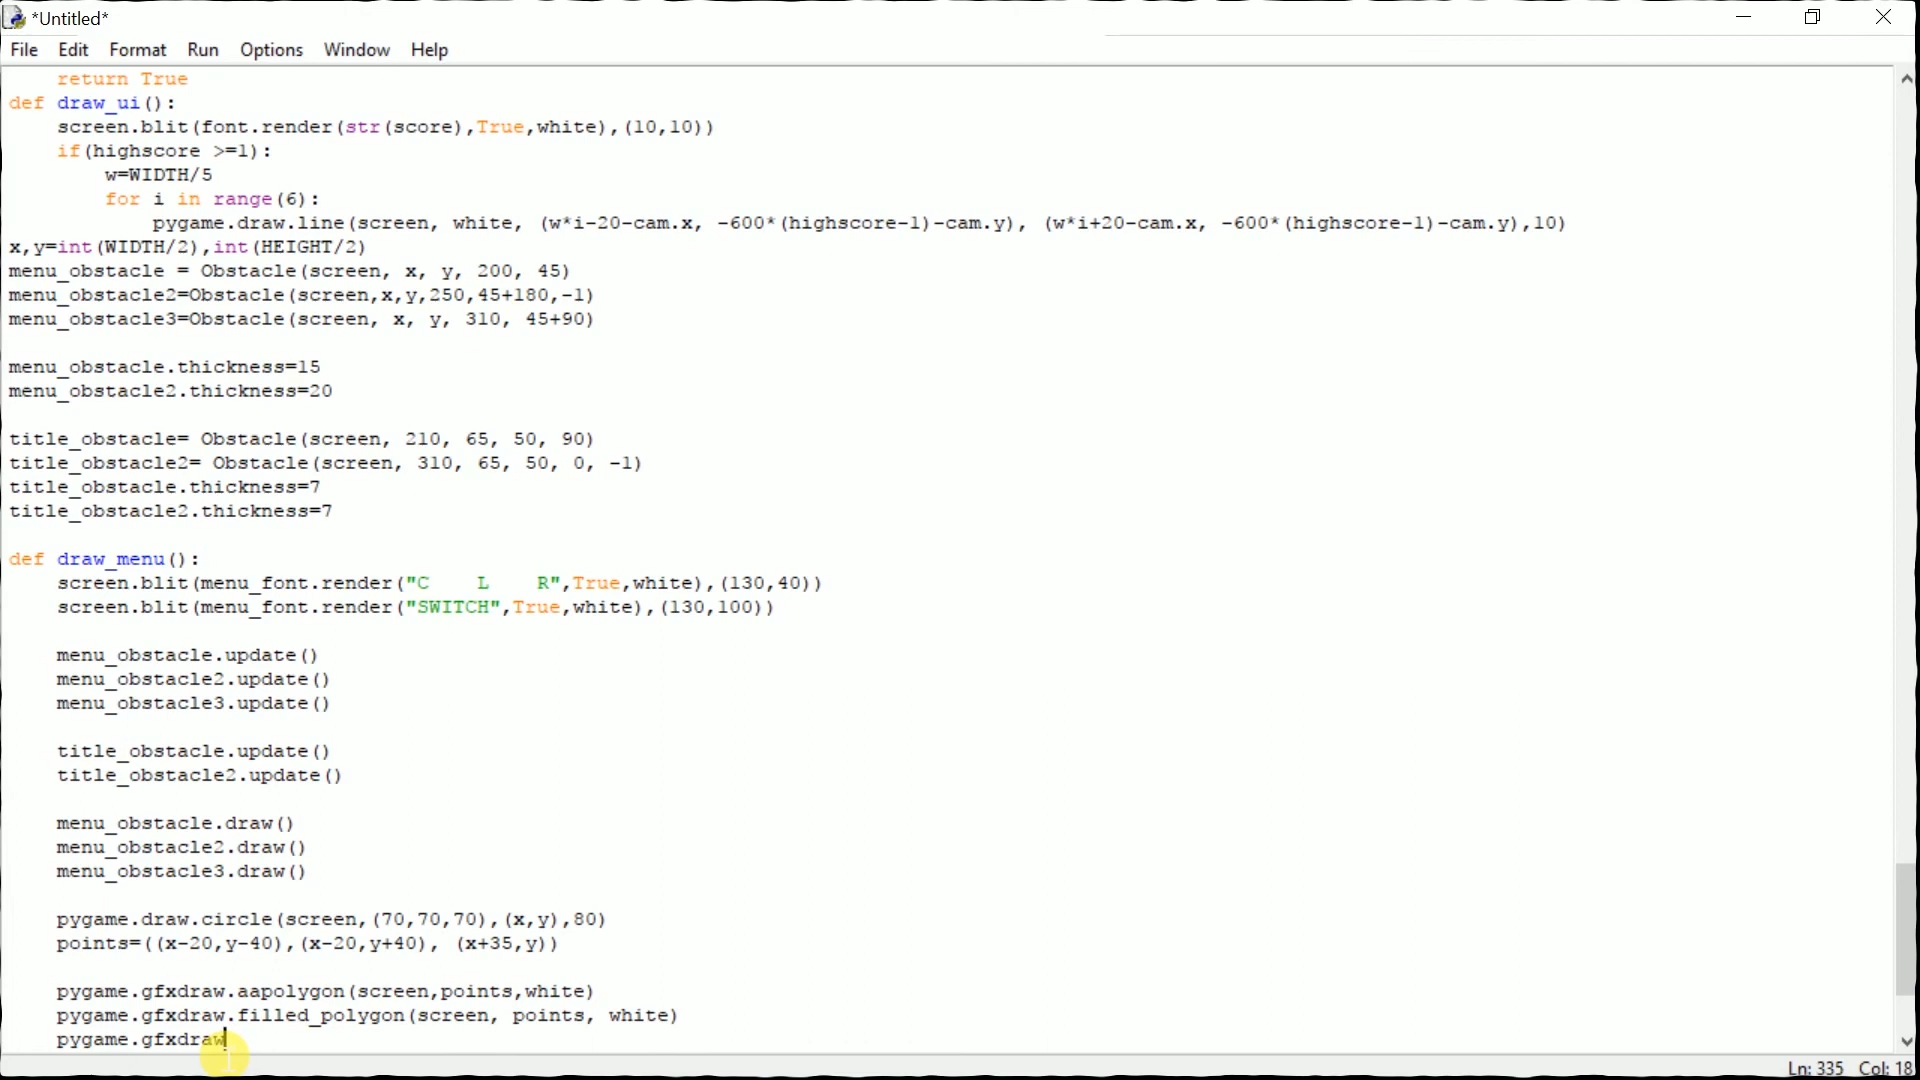 *Untitled*
File Edit Format Run Options Window Help
    return True
def draw_ui():
    screen.blit(font.render(str(score),True,white),(10,10))
    if(highscore >=1):
        w=WIDTH/5
        for i in range(6):
            pygame.draw.line(screen, white, (w*i-20-cam.x, -600*(highscore-1)-cam.y), (w*i+20-cam.x, -600*(highscore-1)-cam.y),10)
x,y=int(WIDTH/2),int(HEIGHT/2)
menu_obstacle = Obstacle(screen, x, y, 200, 45)
menu_obstacle2=Obstacle(screen,x,y,250,45+180,-1)
menu_obstacle3=Obstacle(screen, x, y, 310, 45+90)
menu_obstacle.thickness=15
menu_obstacle2.thickness=20
title_obstacle= Obstacle(screen, 210, 65, 50, 90)
title_obstacle2= Obstacle(screen, 310, 65, 50, 0, -1)
title_obstacle.thickness=7
title_obstacle2.thickness=7
def draw_menu():
    screen.blit(menu_font.render("C    L    R",True,white),(130,40))
    screen.blit(menu_font.render("SWITCH",True,white),(130,100))
    menu_obstacle.update()
    menu_obstacle2.update()
    menu_obstacle3.update()
    title_obstacle.update()
    title_obstacle2.update()
    menu_obstacle.draw()
    menu_obstacle2.draw()
    menu_obstacle3.draw()
    pygame.draw.circle(screen,(70,70,70),(x,y),80)
    points=((x-20,y-40),(x-20,y+40), (x+35,y))
    pygame.gfxdraw.aapolygon(screen,points,white)
    pygame.gfxdraw.filled_polygon(screen, points, white)
    pygame.gfxdraw
Ln: 335 Col: 18